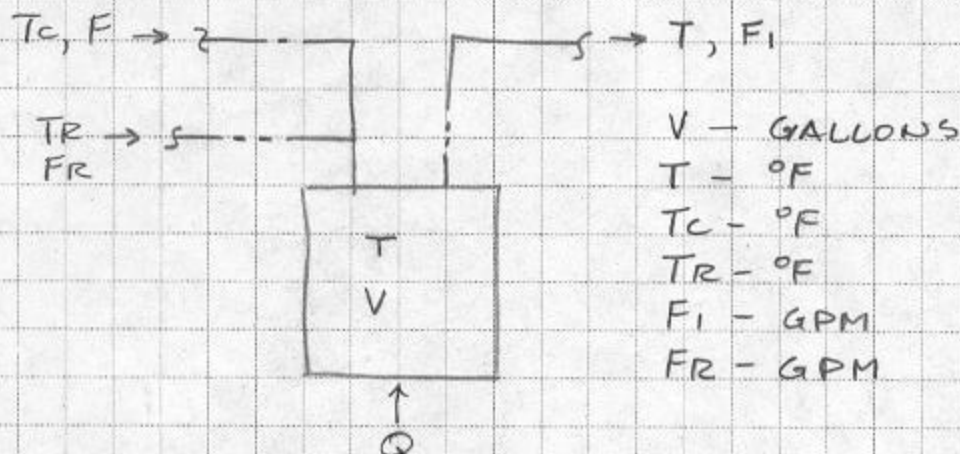 Tc, F → → T, F1
TR →
FR
V - GALLONS
T - °F
Tc - °F
TR - °F
F1 - GPM
FR - GPM
T
V
Q